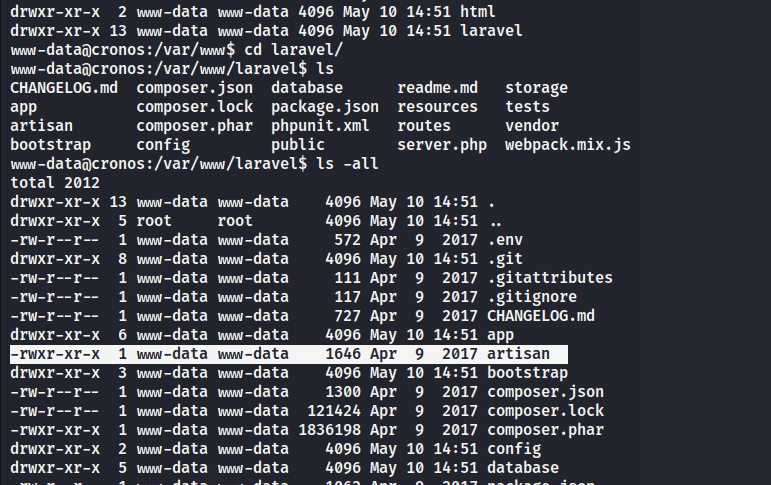 drwxr-xr-x  2 www-data www-data 4096 May 10 14:51 html
drwxr-xr-x 13 www-data www-data 4096 May 10 14:51 laravel
www-data@cronos:/var/www$ cd laravel/
www-data@cronos:/var/www/laravel$ ls
CHANGELOG.md  composer.json  database      readme.md   storage
app           composer.lock  package.json  resources   tests
artisan       composer.phar  phpunit.xml   routes      vendor
bootstrap     config         public        server.php  webpack.mix.js
www-data@cronos:/var/www/laravel$ ls -all
total 2012
drwxr-xr-x 13 www-data www-data    4096 May 10 14:51 .
drwxr-xr-x  5 root     root        4096 May 10 14:51 ..
-rw-r--r--  1 www-data www-data     572 Apr  9  2017 .env
drwxr-xr-x  8 www-data www-data    4096 May 10 14:51 .git
-rw-r--r--  1 www-data www-data     111 Apr  9  2017 .gitattributes
-rw-r--r--  1 www-data www-data     117 Apr  9  2017 .gitignore
-rw-r--r--  1 www-data www-data     727 Apr  9  2017 CHANGELOG.md
drwxr-xr-x  6 www-data www-data    4096 May 10 14:51 app
-rwxr-xr-x  1 www-data www-data    1646 Apr  9  2017 artisan
drwxr-xr-x  3 www-data www-data    4096 May 10 14:51 bootstrap
-rw-r--r--  1 www-data www-data    1300 Apr  9  2017 composer.json
-rw-r--r--  1 www-data www-data  121424 Apr  9  2017 composer.lock
-rwxr-xr-x  1 www-data www-data 1836198 Apr  9  2017 composer.phar
drwxr-xr-x  2 www-data www-data    4096 May 10 14:51 config
drwxr-xr-x  5 www-data www-data    4096 May 10 14:51 database